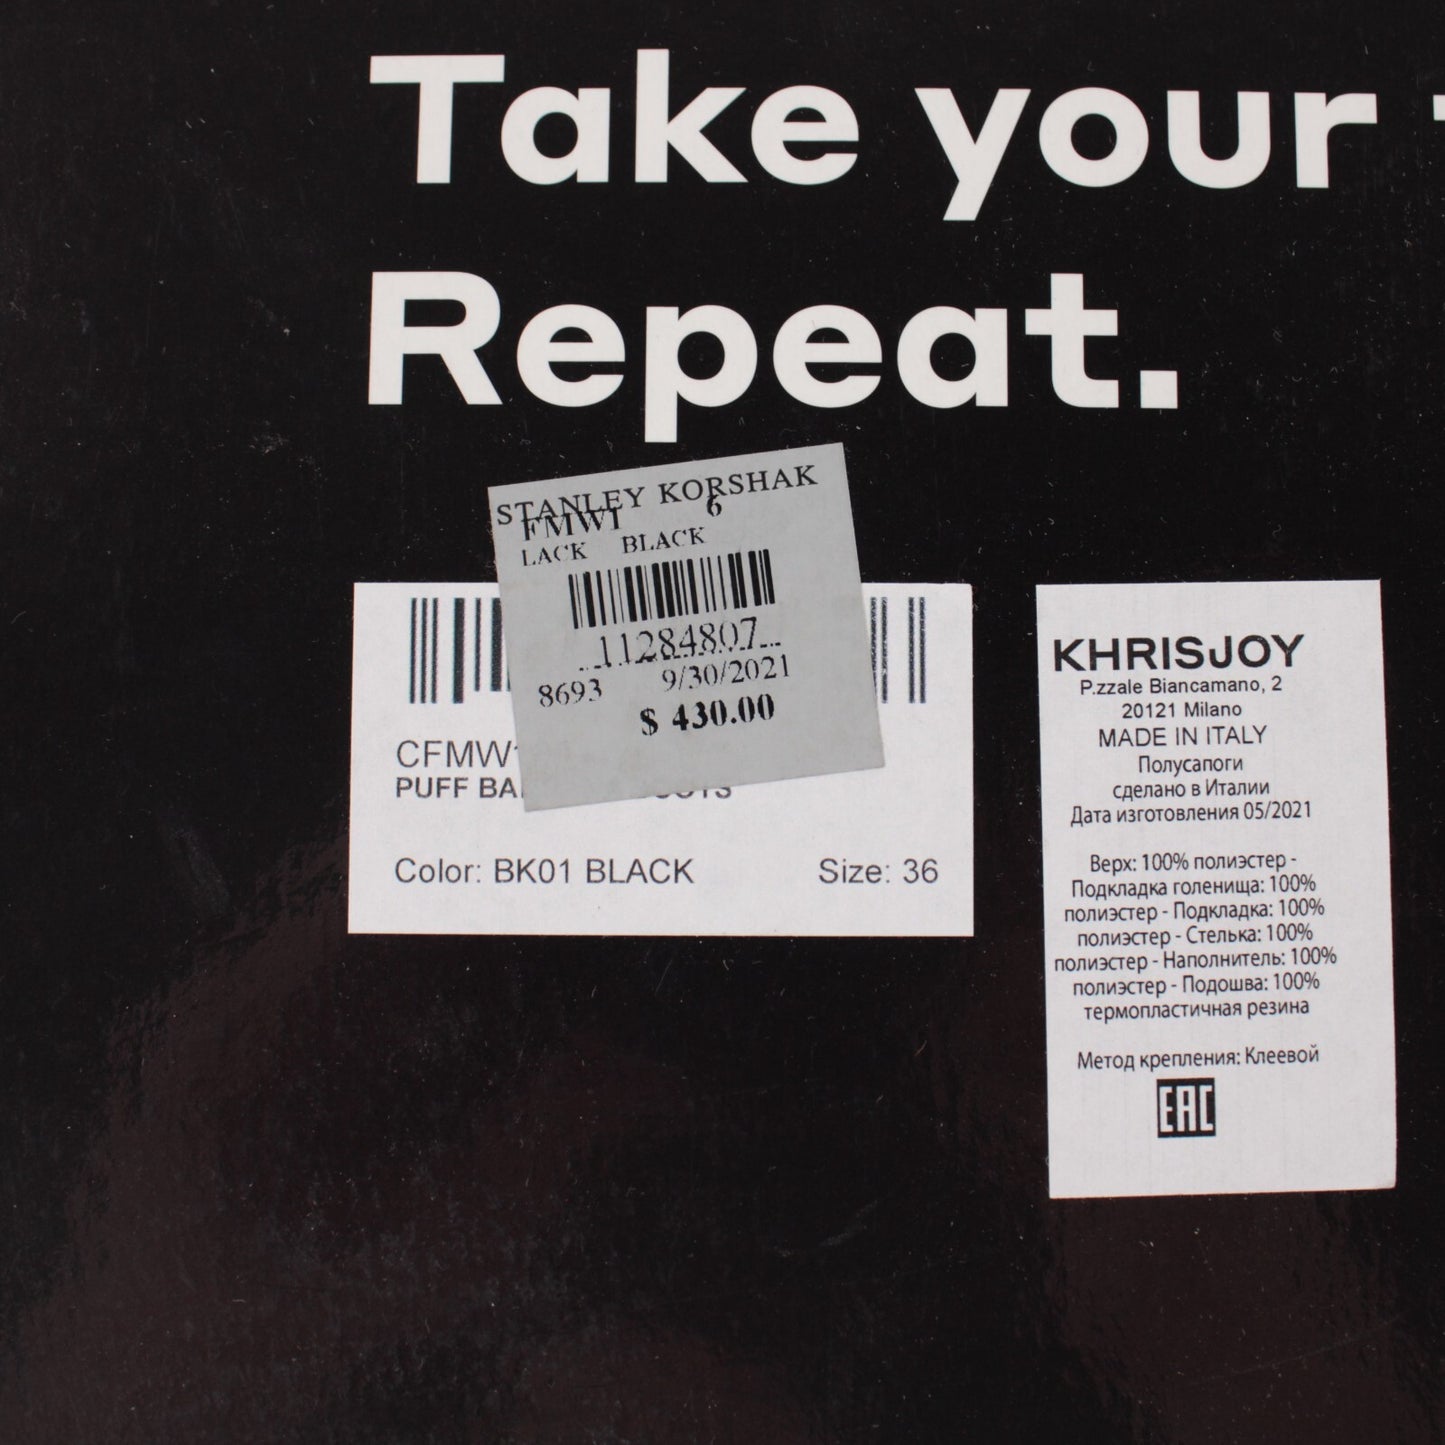 Take your
Repeat.
STANLEY KORSHAK
FMW1 6
LACK BLACK
11284807
8693 9/30/2021
$ 430.00
CFMW
PUFF BA
Color: BK01 BLACK Size: 36
KHRISJOY
P.zzale Biancamano, 2
20121 Milano
MADE IN ITALY
Полусапоги
сделано в Италии
Дата изготовления 05/2021
Верх: 100% полиэстер -
Подкладка голенища: 100%
полиэстер - Подкладка: 100%
полиэстер - Стелька: 100%
полиэстер - Наполнитель: 100%
полиэстер - Подошва: 100%
термопластичная резина
Метод крепления: Клеевой
EAC